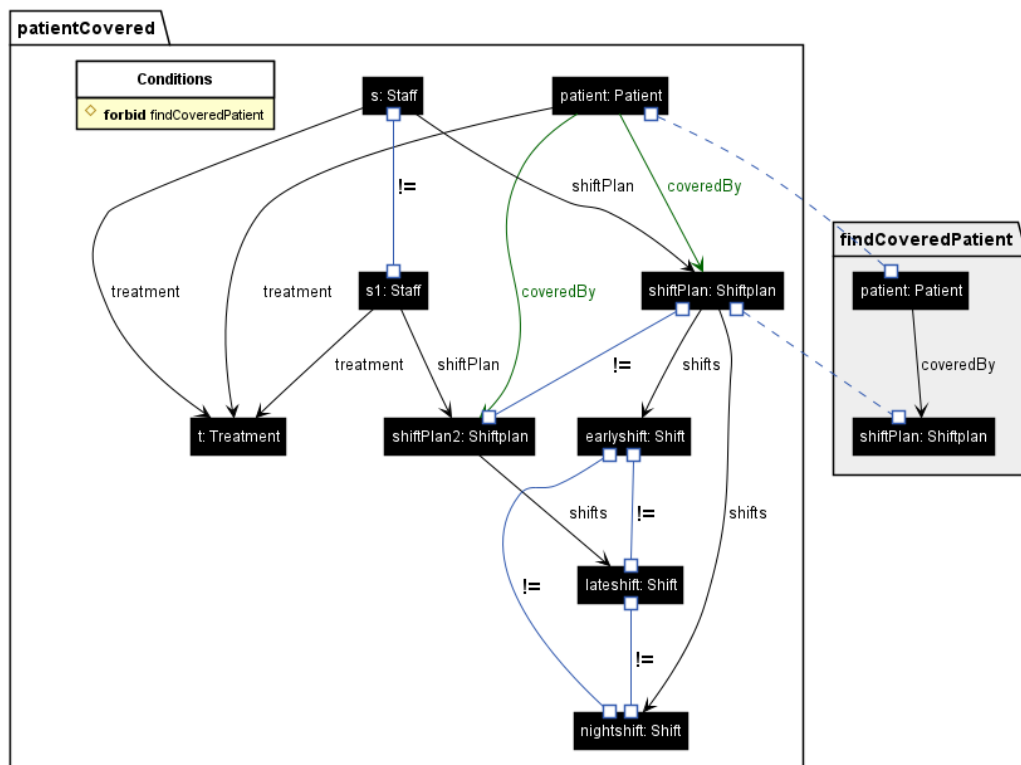 patientCovered
Conditions
forbid findCoveredPatient
s: Staff
patient: Patient
!=
shiftPlan
coveredBy
findCoveredPatient
treatment
treatment
s1: Staff
coveredBy
shiftPlan: Shiftplan
patient: Patient
treatment
shiftPlan
!=
shifts
coveredBy
t: Treatment
shiftPlan2: Shiftplan
earlyshift: Shift
shiftPlan: Shiftplan
shifts
!=
shifts
!=
lateshift: Shift
!=
nightshift: Shift